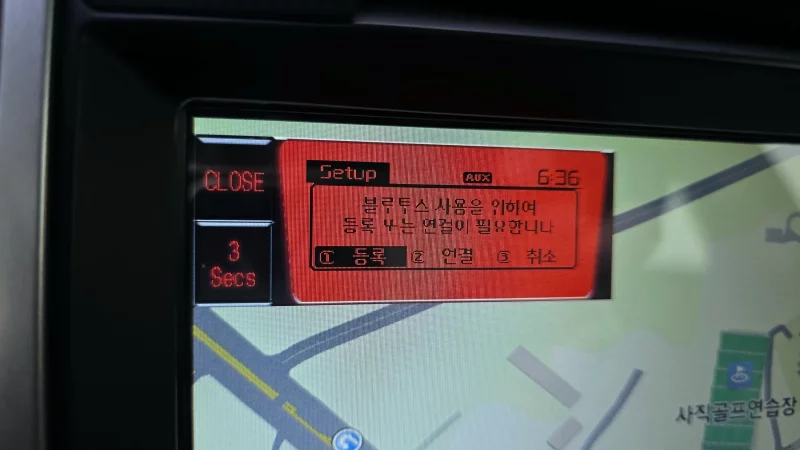 CLOSE
3
Secs
Setup
AUX
6:36
블루투스 사용을 위하여
등록 또는 연결이 필요합니다
① 등록 ② 연결 ③ 취소
사직골프연습장